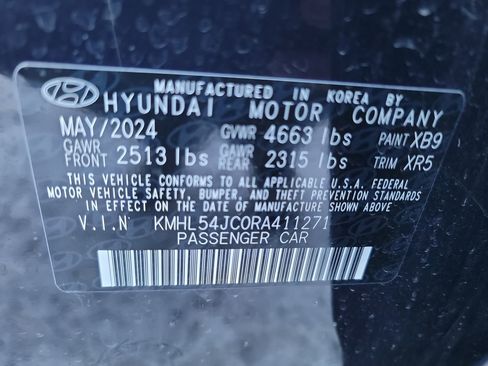 MANUFACTURED IN KOREA BY
HYUNDAI MOTOR COMPANY
MAY/2024 GVWR 4663 lbs PAINT XB9
GAWR FRONT 2513 lbs GAWR REAR 2315 lbs TRIM XR5
THIS VEHICLE CONFORMS TO ALL APPLICABLE U.S.A. FEDERAL
MOTOR VEHICLE SAFETY, BUMPER, AND THEFT PREVENTION STANDARDS
IN EFFECT ON THE DATE OF MANUFACTURE SHOWN ABOVE.
V.I.N KMHL54JC0RA411271
PASSENGER CAR